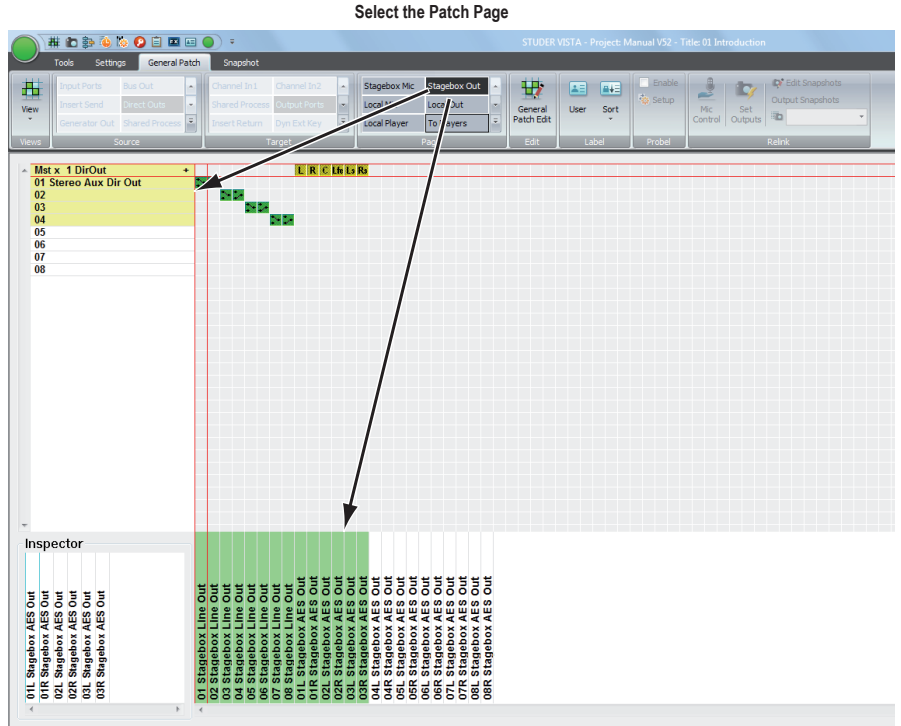 Select the Patch Page
STUDER VISTA - Project: Manual V52 - Title: 01 Introduction
Tools Settings General Patch Snapshot
View
Input Ports Bus Out
Insert Send Direct Outs
Generator Out Shared Process
Channel In1 Channel In2
Shared Process Output Ports
Insert Return Dyn Ext Key
Stagebox Mic Stagebox Out
Local Out
Local Player To Players
General Patch Edit
User Sort
Enable
Setup
Mic Control
Set Outputs
Edit Snapshots
Output Snapshots
Views Source Target Edit Label Probel Relink
Mst x 1 DirOut +
L R C Lfe Ls Rs
01 Stereo Aux Dir Out
02
03
04
05
06
07
08
Inspector
01L Stagebox AES Out
01R Stagebox AES Out
02L Stagebox AES Out
02R Stagebox AES Out
03L Stagebox AES Out
03R Stagebox AES Out
01 Stagebox Line Out
02 Stagebox Line Out
03 Stagebox Line Out
04 Stagebox Line Out
05 Stagebox Line Out
06 Stagebox Line Out
07 Stagebox Line Out
08 Stagebox Line Out
01L Stagebox AES Out
01R Stagebox AES Out
02L Stagebox AES Out
02R Stagebox AES Out
03L Stagebox AES Out
03R Stagebox AES Out
04L Stagebox AES Out
04R Stagebox AES Out
05L Stagebox AES Out
05R Stagebox AES Out
06L Stagebox AES Out
06R Stagebox AES Out
07L Stagebox AES Out
07R Stagebox AES Out
08L Stagebox AES Out
08R Stagebox AES Out